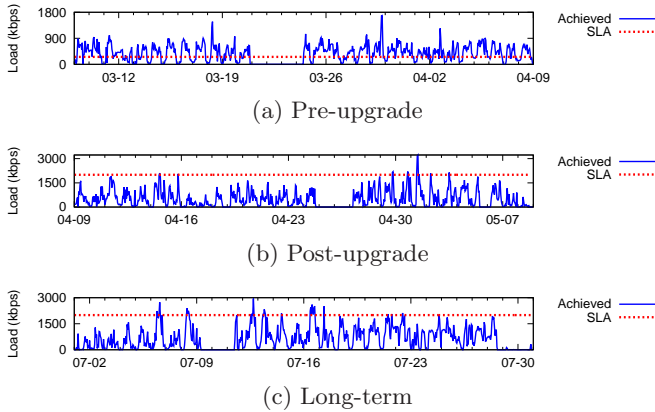 1800
900
0
Load (kbps)
03-12 03-19 03-26 04-02 04-09
Achieved
SLA
(a) Pre-upgrade
3000
1500
0
Load (kbps)
04-09 04-16 04-23 04-30 05-07
Achieved
SLA
(b) Post-upgrade
3000
1500
0
Load (kbps)
07-02 07-09 07-16 07-23 07-30
Achieved
SLA
(c) Long-term